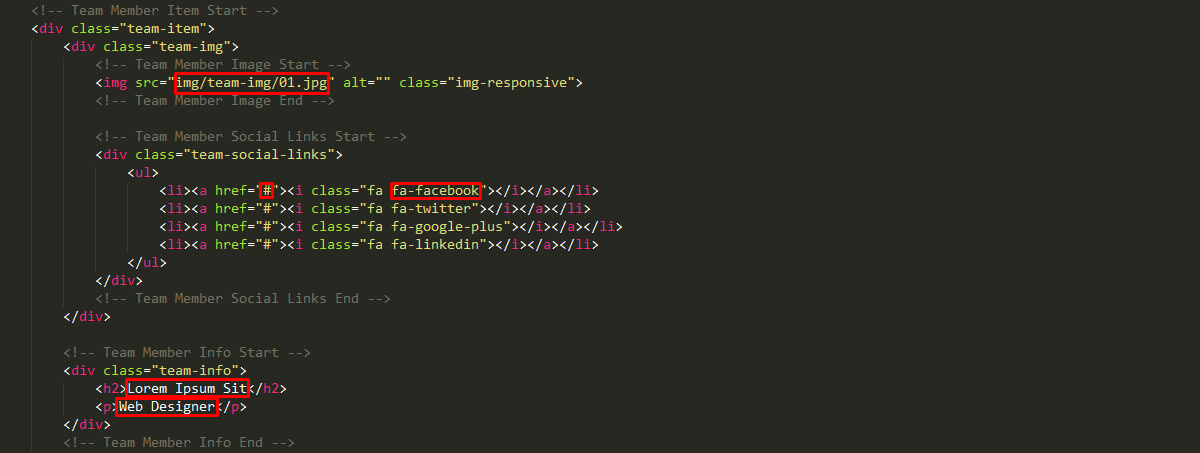 <!-- Team Member Item Start -->
<div class="team-item">
<div class="team-img">
<!-- Team Member Image Start -->
<img src="img/team-img/01.jpg" alt="" class="img-responsive">
<!-- Team Member Image End -->
<!-- Team Member Social Links Start -->
<div class="team-social-links">
<ul>
<li><a href="#"><i class="fa fa-facebook"></i></a></li>
<li><a href="#"><i class="fa fa-twitter"></i></a></li>
<li><a href="#"><i class="fa fa-google-plus"></i></a></li>
<li><a href="#"><i class="fa fa-linkedin"></i></a></li>
</ul>
</div>
<!-- Team Member Social Links End -->
</div>
<!-- Team Member Info Start -->
<div class="team-info">
<h2>Lorem Ipsum Sit</h2>
<p>Web Designer</p>
</div>
<!-- Team Member Info End -->